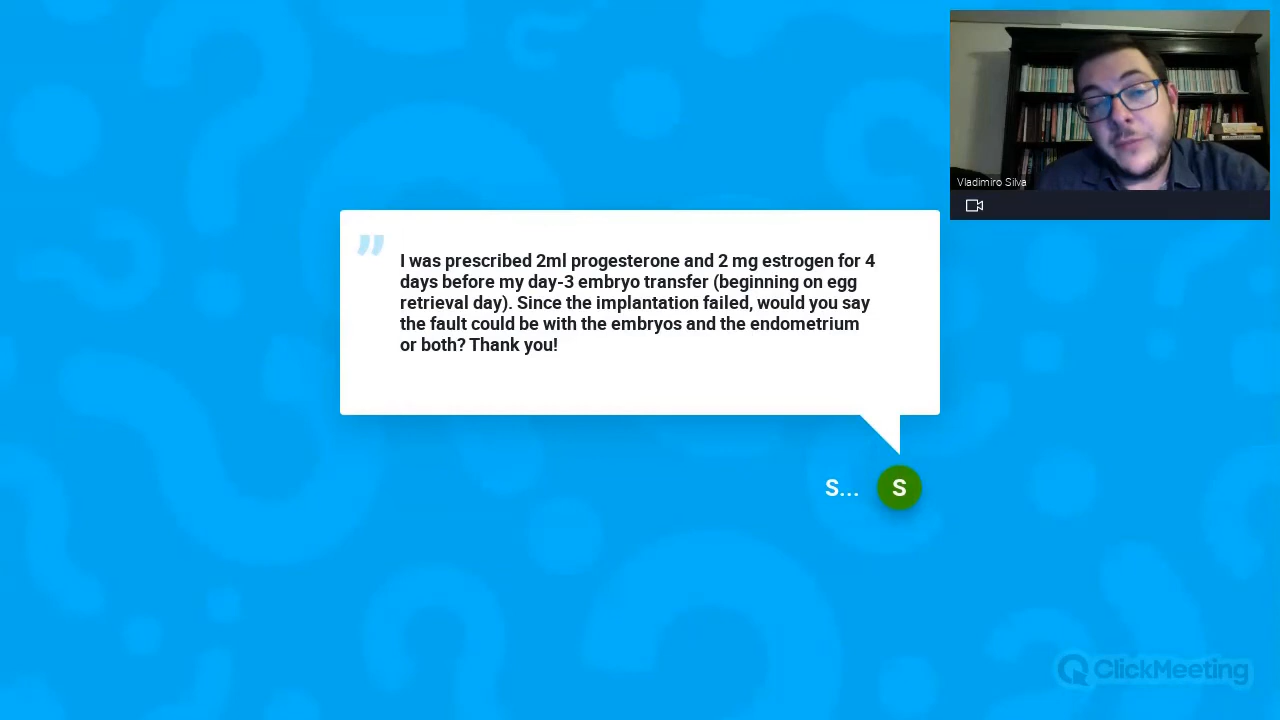 Vladimiro Silva
"
I was prescribed 2ml progesterone and 2 mg estrogen for 4
days before my day-3 embryo transfer (beginning on egg
retrieval day). Since the implantation failed, would you say
the fault could be with the embryos and the endometrium
or both? Thank you!
S... S
ClickMeeting